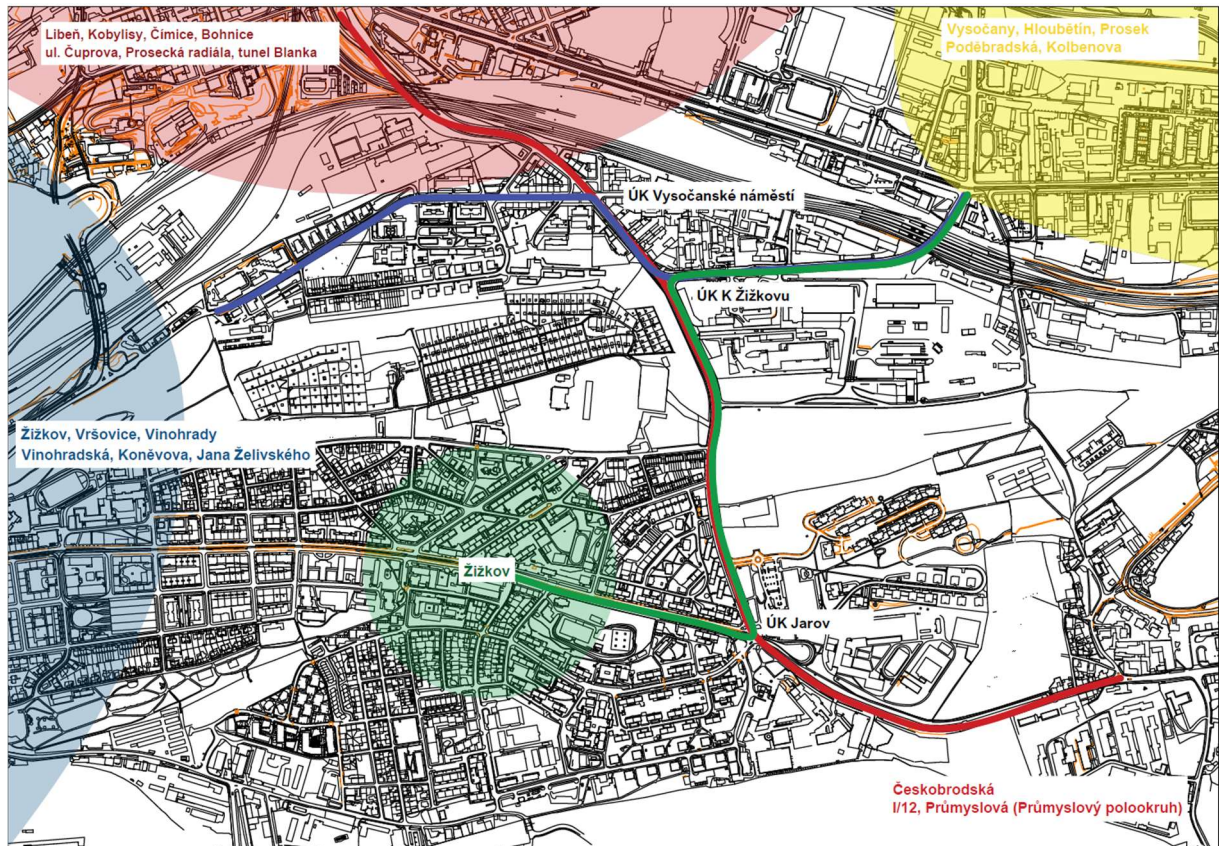 Libeň, Kobylisy, Čimice, Bohnice
ul. Čuprova, Prosecká radiála, tunel Blanka
Vysočany, Hloubětín, Prosek
Poděbradská, Kolbenova
ÚK Vysočanské náměstí
ÚK K Žižkovu
Žižkov, Vršovice, Vinohrady
Vinohradská, Koněvova, Jana Želivského
Žižkov
ÚK Jarov
Českobrodská
I/12, Průmyslová (Průmyslový polookruh)